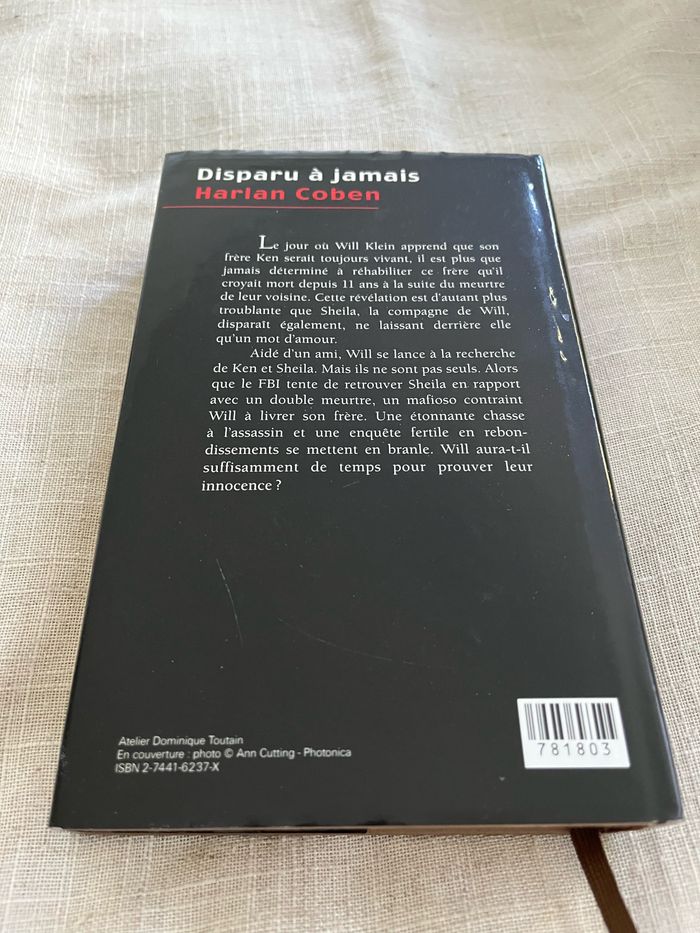 Disparu à jamais
Harlan Coben
Le jour où Will Klein apprend que son
frère Ken serait toujours vivant, il est plus que
jamais déterminé à réhabiliter ce frère qu'il
croyait mort depuis 11 ans à la suite du meurtre
de leur voisine. Cette révélation est d'autant plus
troublante que Sheila, la compagne de Will,
disparaît également, ne laissant derrière elle
qu'un mot d'amour.
Aidé d'un ami, Will se lance à la recherche
de Ken et Sheila. Mais ils ne sont pas seuls. Alors
que le FBI tente de retrouver Sheila en rapport
avec un double meurtre, un mafioso contraint
Will à livrer son frère. Une étonnante chasse
à l'assassin et une enquête fertile en rebon-
dissements se mettent en branle. Will aura-t-il
suffisamment de temps pour prouver leur
innocence ?
Atelier Dominique Toutain
En couverture : photo © Ann Cutting - Photonica
ISBN 2-7441-6237-X
781803